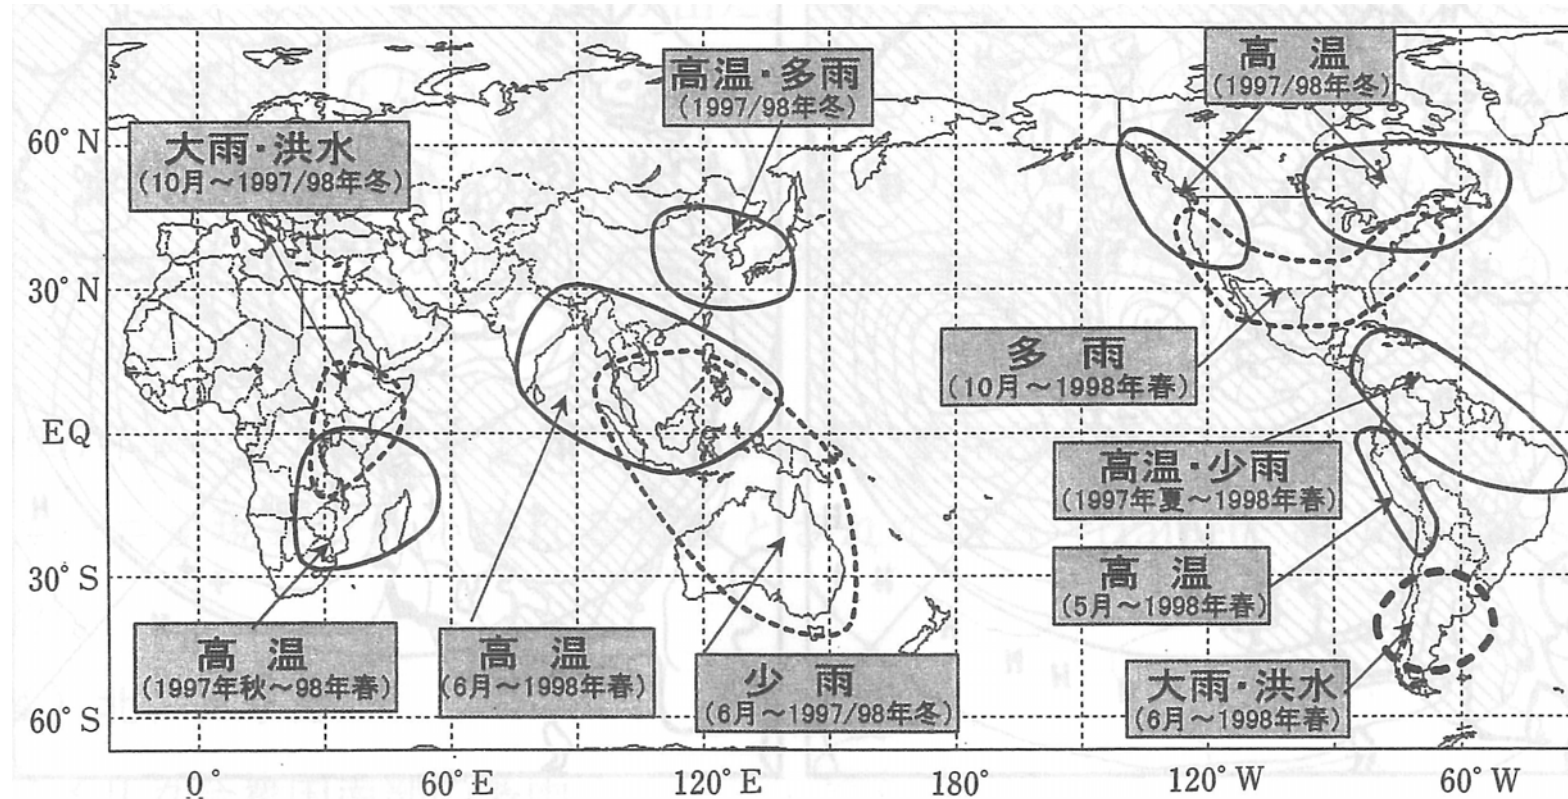 高温・多雨
(1997/98年冬)
高 温
(1997/98年冬)
大雨・洪水
(10月～1997/98年冬)
多 雨
(10月～1998年春)
高温・少雨
(1997年夏～1998年春)
高 温
(5月～1998年春)
大雨・洪水
(6月～1998年春)
高 温
(1997年秋～98年春)
高 温
(6月～1998年春)
少 雨
(6月～1997/98年冬)
60°N
30°N
EQ
30°S
60°S
0°
60°E
120°E
180°
120°W
60°W